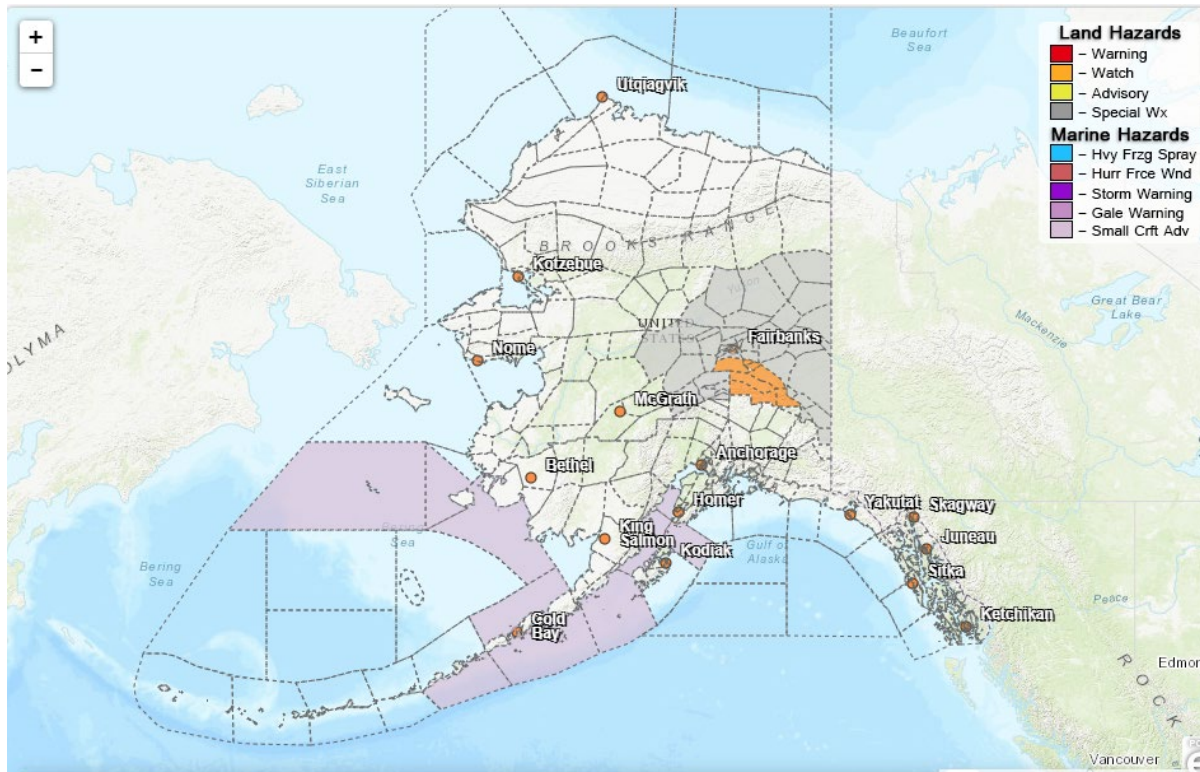 +
−
Beaufort
Sea
Land Hazards
– Warning
– Watch
– Advisory
– Special Wx
Marine Hazards
– Hvy Frzg Spray
– Hurr Frce Wnd
– Storm Warning
– Gale Warning
– Small Crft Adv
Utqiagvik
East
Siberian
Sea
BROOKS RANGE
Kotzebue
Yukon
Great Bear
Lake
Mackenzie
OLYMA
UNITED
STATES
Fairbanks
Nome
McGrath
Anchorage
Bethel
Homer
Yakutat
Skagway
King
Salmon
Juneau
Bering
Sea
Kodiak
Gulf of
Alaska
Bering
Sea
Sitka
Peace
Cold
Bay
Ketchikan
ROCK
Edmon
Vancouver